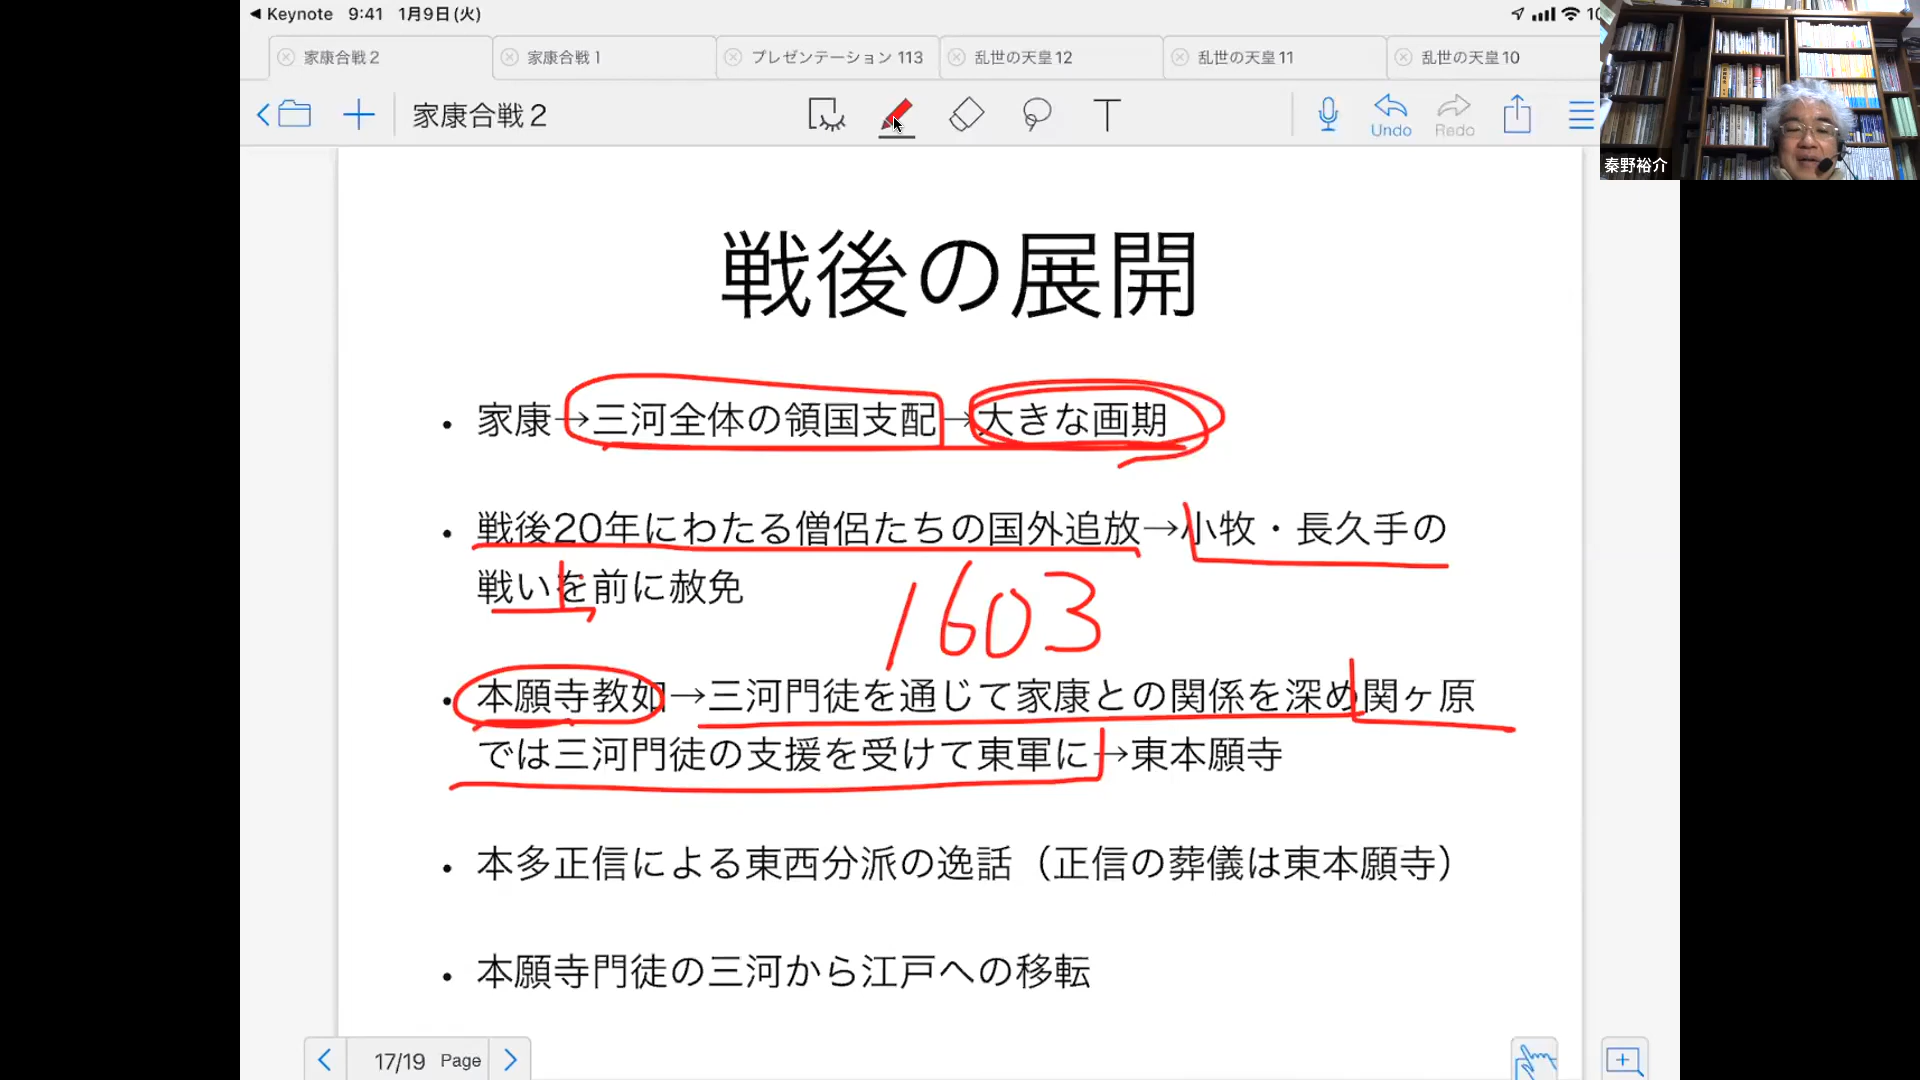 Keynote 9:41 1月9日(火)
家康合戦2 家康合戦1 プレゼンテーション 113 乱世の天皇12 乱世の天皇11 乱世の天皇10
家康合戦2 T Undo Redo
秦野裕介
戦後の展開
・家康→三河全体の領国支配→大きな画期
・戦後20年にわたる僧侶たちの国外追放→小牧・長久手の
戦いを前に赦免
1603
・本願寺教如→三河門徒を通じて家康との関係を深め関ヶ原
では三河門徒の支援を受けて東軍に→東本願寺
・本多正信による東西分派の逸話（正信の葬儀は東本願寺）
・本願寺門徒の三河から江戸への移転
17/19 Page